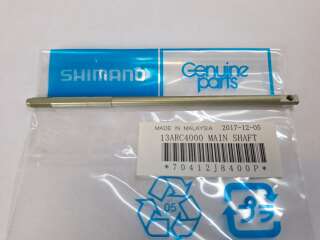 SHIMANO
Genuine
parts
MADE IN MALAYSIA 2017-12-05
13ARC4000 MAIN SHAFT
*70412J8400P*
05
プラ